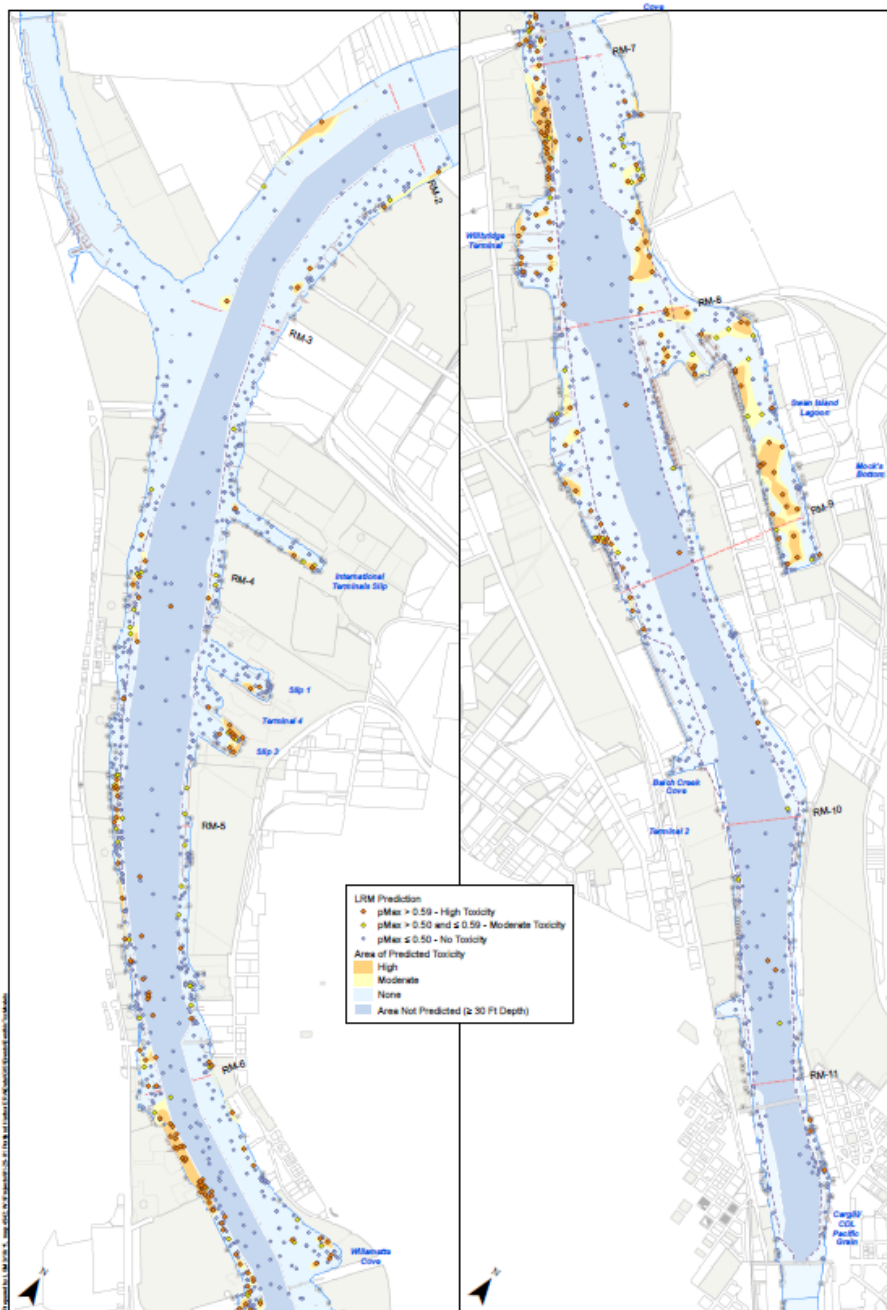 Cove
RM-7
RM-2
Willbridge
Terminal
RM-8
RM-3
Swan Island
Lagoon
Mock's
Bottom
RM-9
International
Terminals Slip
RM-4
Slip 1
Terminal 4
Slip 3
Balch Creek
Cove
RM-10
RM-5
Terminal 2
LRM Prediction
pMax > 0.59 - High Toxicity
pMax > 0.50 and ≤ 0.59 - Moderate Toxicity
pMax ≤ 0.50 - No Toxicity
Area of Predicted Toxicity
High
Moderate
None
Area Not Predicted (≥ 30 Ft Depth)
RM-6
RM-11
Cargill/
CDL
Pacific
Grain
Willamette
Cove
N
N